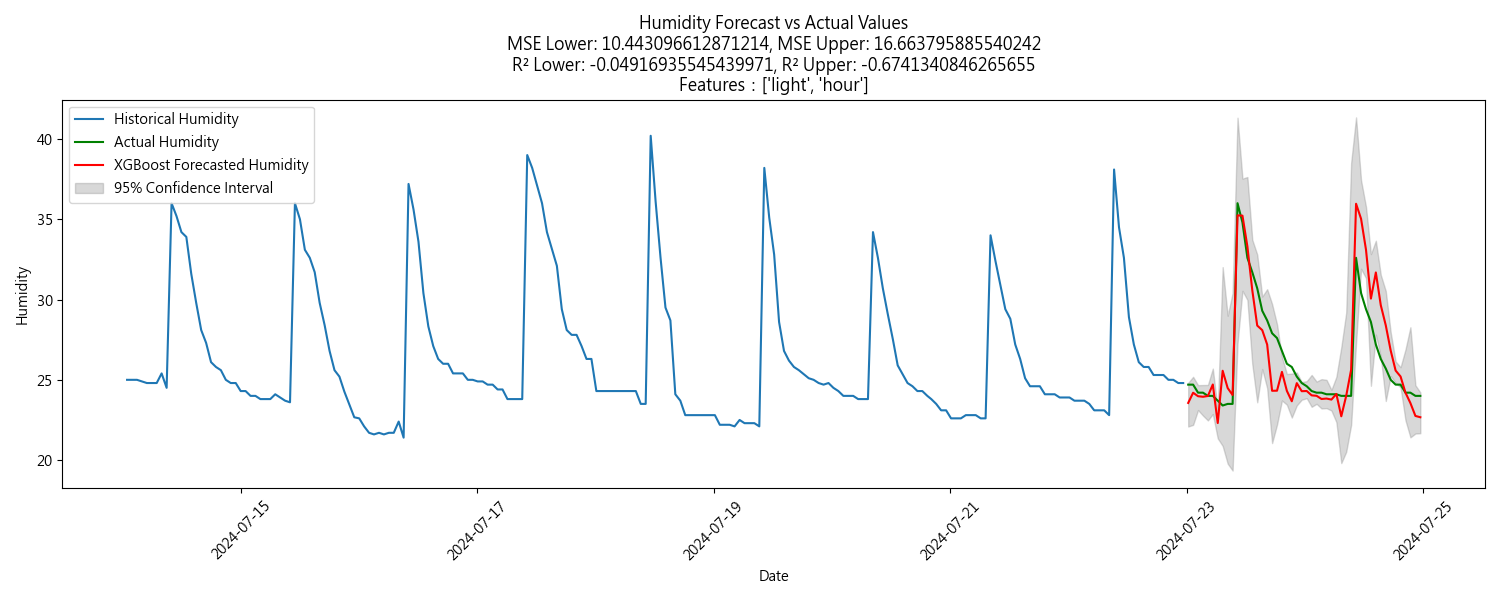 Humidity Forecast vs Actual Values
MSE Lower: 10.443096612871214, MSE Upper: 16.663795885540242
R² Lower: -0.04916935545439971, R² Upper: -0.6741340846265655
Features : ['light', 'hour']
Historical Humidity
Actual Humidity
XGBoost Forecasted Humidity
95% Confidence Interval
Humidity
40
35
30
25
20
2024-07-15
2024-07-17
2024-07-19
2024-07-21
2024-07-23
2024-07-25
Date